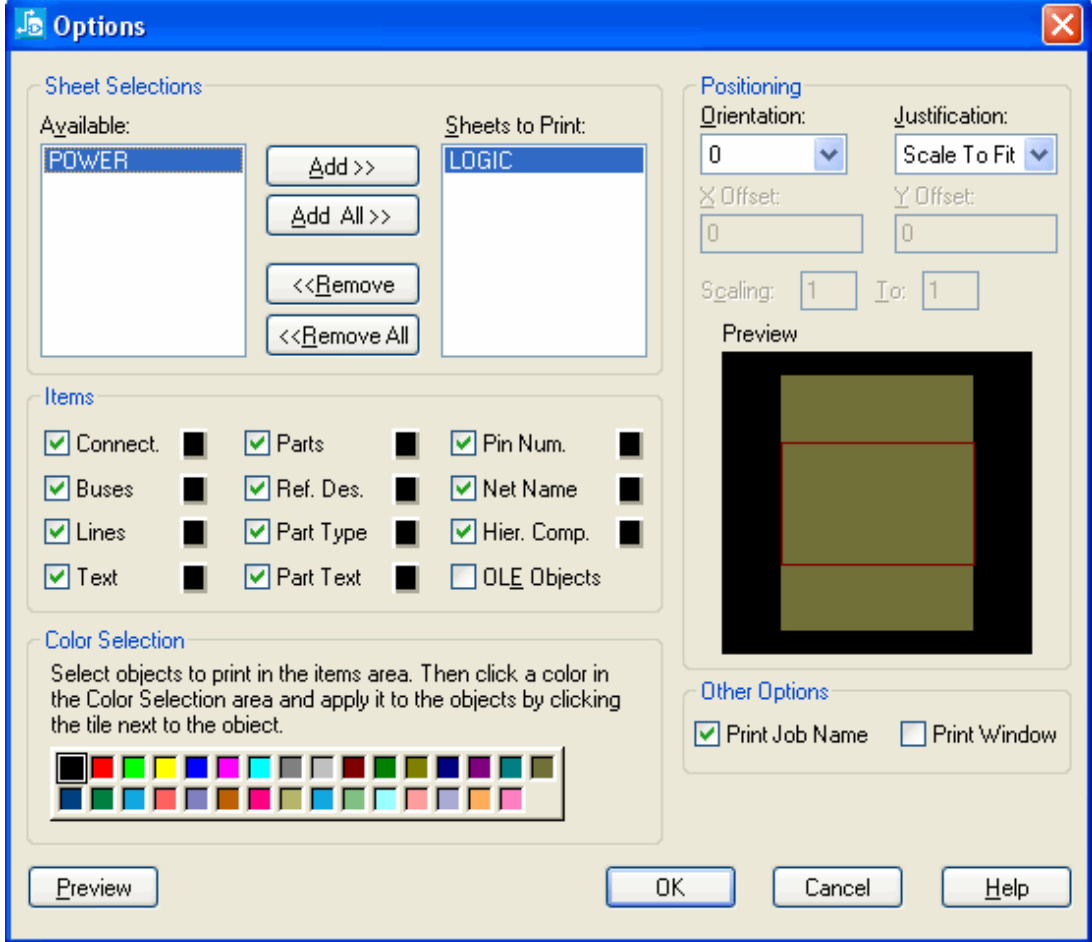 Options
Sheet Selections
Available:
Sheets to Print:
POWER
LOGIC
Add >>
Add All >>
<<Remove
<<Remove All
Positioning
Orientation:
Justification:
0
Scale To Fit
X Offset:
Y Offset:
0
0
Scaling:
1
To:
1
Preview
Items
Connect.
Parts
Pin Num.
Buses
Ref. Des.
Net Name
Lines
Part Type
Hier. Comp.
Text
Part Text
OLE Objects
Color Selection
Select objects to print in the items area. Then click a color in
the Color Selection area and apply it to the objects by clicking
the tile next to the object.
Other Options
Print Job Name
Print Window
Preview
OK
Cancel
Help